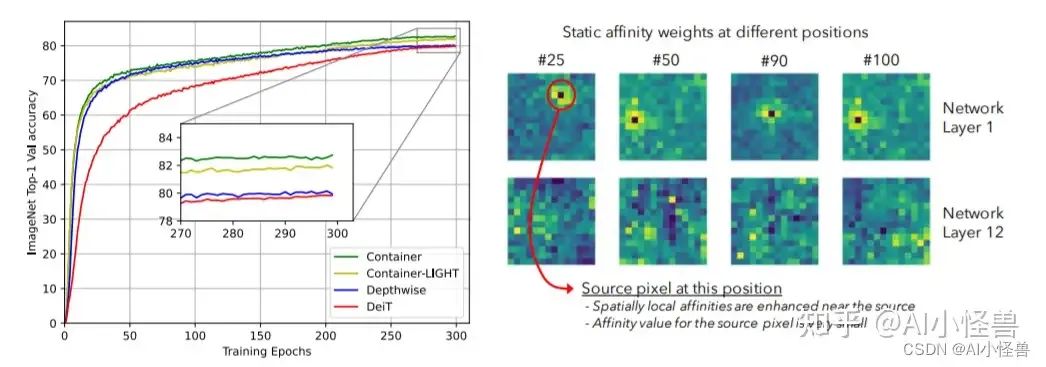 ImageNet Top-1 Val accuracy
80
70
60
50
40
30
20
10
0
0 50 100 150 200 250 300
Training Epochs
84
82
80
78
270 280 290 300
Container
Container-LIGHT
Depthwise
DeiT
Static affinity weights at different positions
#25 #50 #90 #100
Network
Layer 1
Network
Layer 12
Source pixel at this position
- Spatially local affinities are enhanced near the source
- Affinity value for the source pixel is very small
知乎 @AI小怪兽
CSDN @AI小怪兽